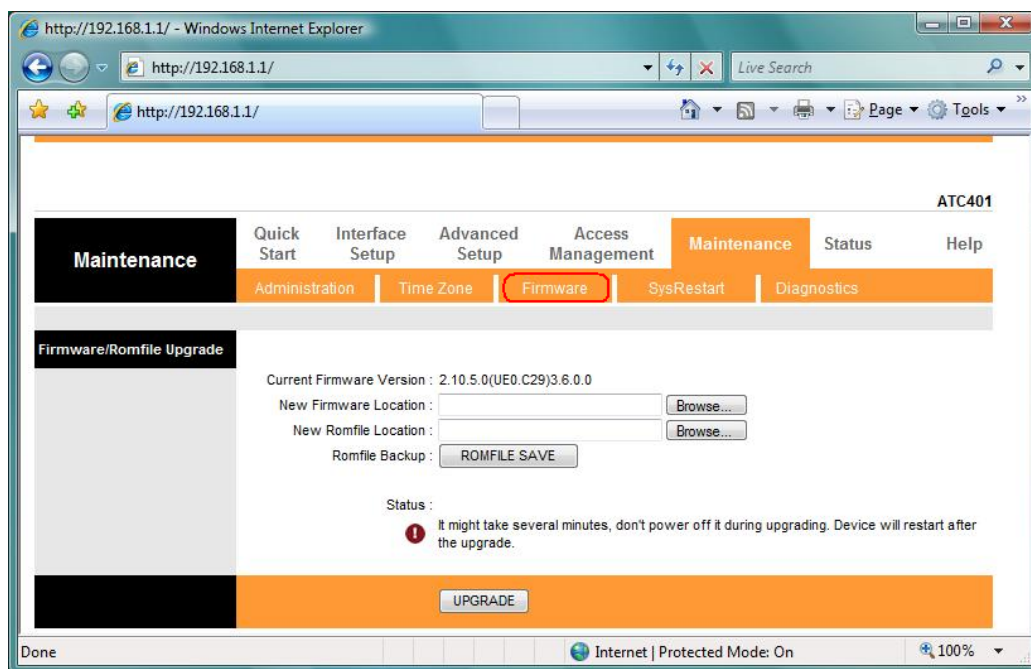 http://192.168.1.1/ - Windows Internet Explorer
http://192.168.1.1/
Live Search
http://192.168.1.1/
Page
Tools
ATC401
Maintenance
Quick Start
Interface Setup
Advanced Setup
Access Management
Maintenance
Status
Help
Administration
Time Zone
Firmware
SysRestart
Diagnostics
Firmware/Romfile Upgrade
Current Firmware Version : 2.10.5.0(UE0.C29)3.6.0.0
New Firmware Location :
Browse...
New Romfile Location :
Browse...
Romfile Backup :
ROMFILE SAVE
Status :
It might take several minutes, don't power off it during upgrading. Device will restart after
the upgrade.
UPGRADE
Done
Internet | Protected Mode: On
100%